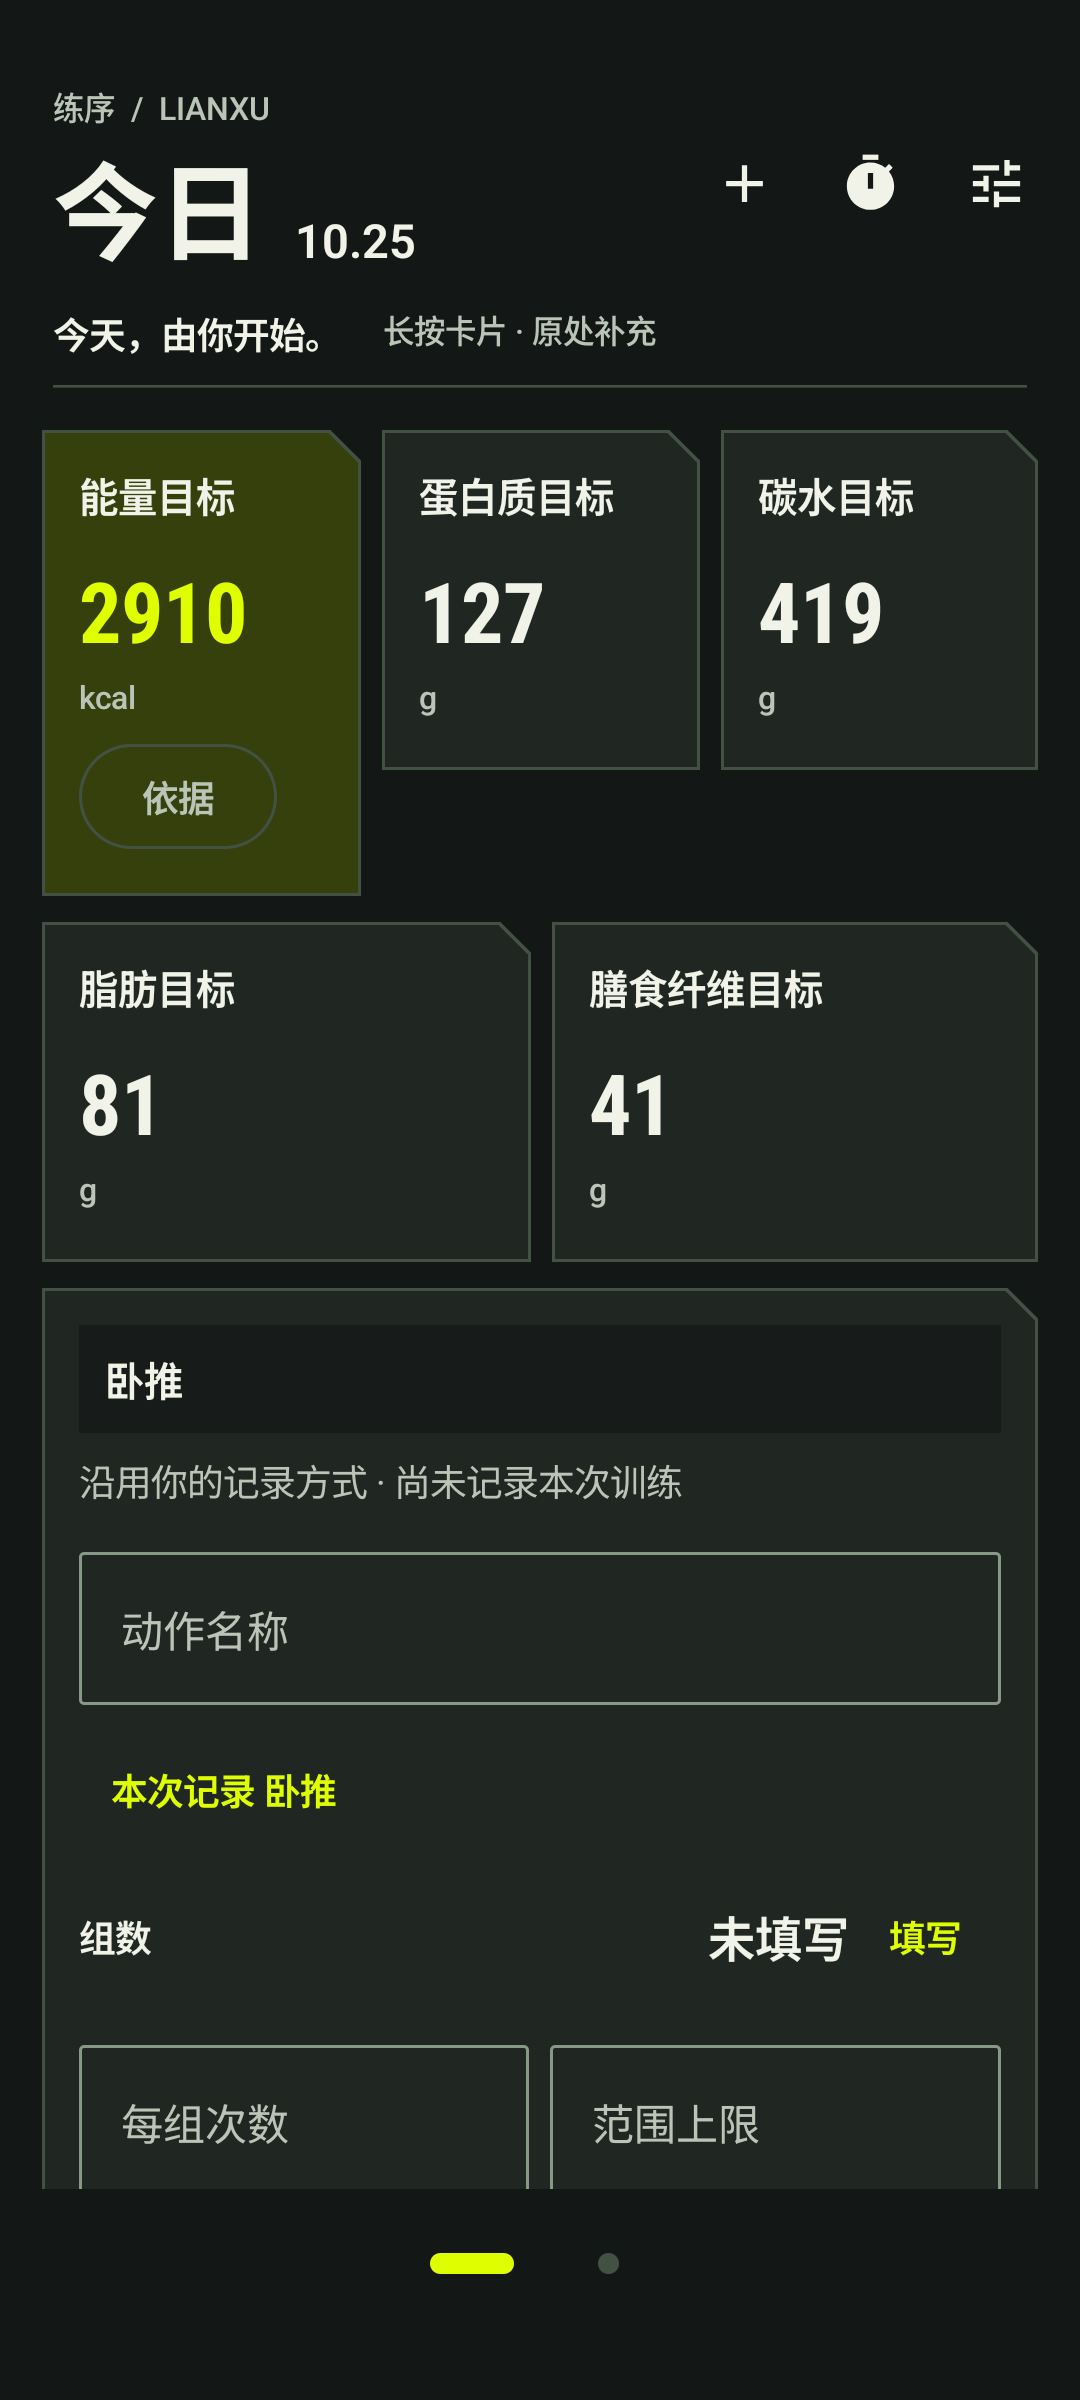 练序 / LIANXU
今日 10.25
今天，由你开始。 长按卡片 · 原处补充
能量目标
2910
kcal
依据
蛋白质目标
127
g
碳水目标
419
g
脂肪目标
81
g
膳食纤维目标
41
g
卧推
沿用你的记录方式 · 尚未记录本次训练
动作名称
本次记录 卧推
组数 未填写 填写
每组次数 范围上限